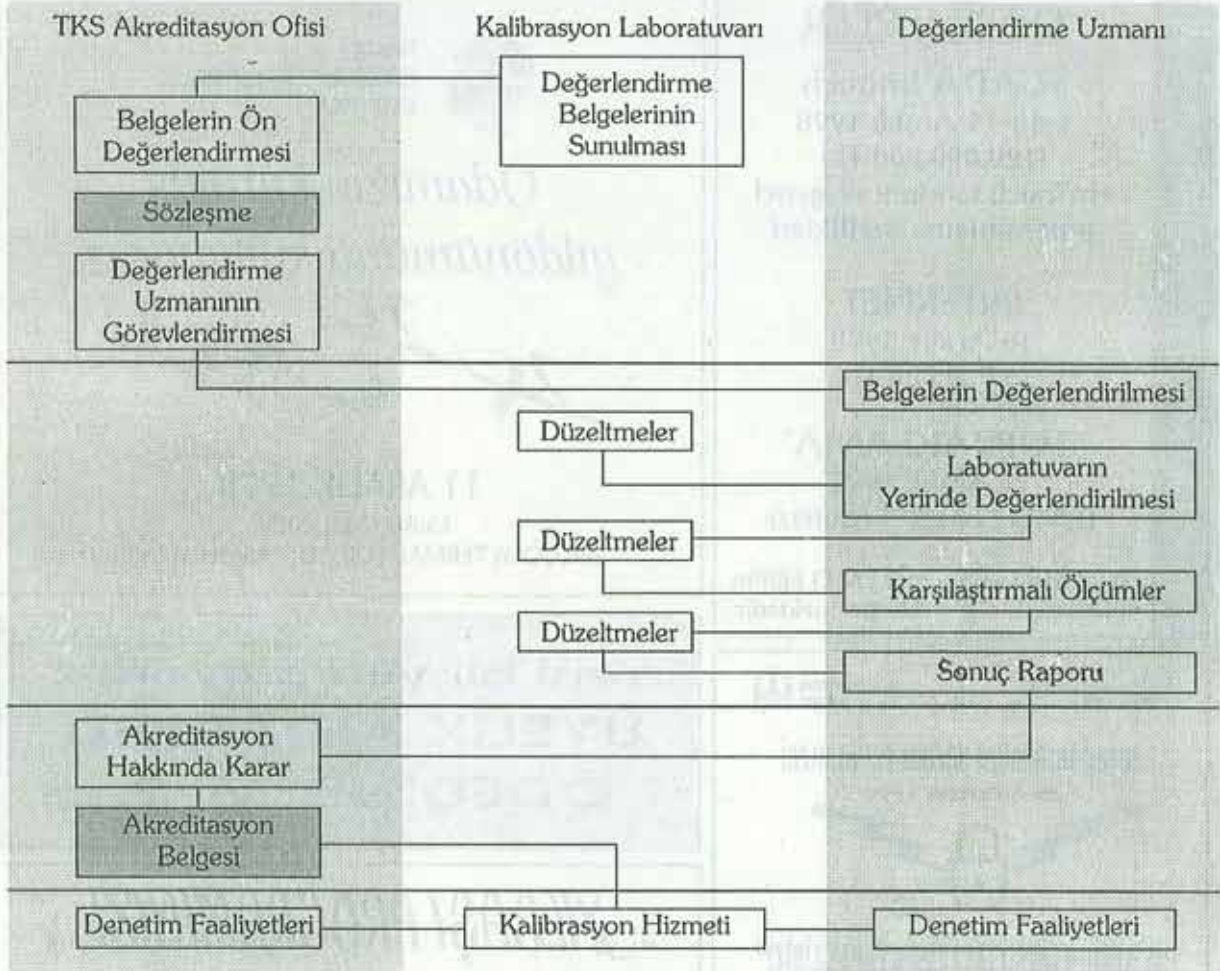 TKS Akreditasyon Ofisi
Kalibrasyon Laboratuvarı
Değerlendirme Uzmanı
Değerlendirme
Belgelerinin
Sunulması
Belgelerin Ön
Değerlendirmesi
Sözleşme
Değerlendirme
Uzmanının
Görevlendirmesi
Belgelerin Değerlendirilmesi
Düzeltmeler
Laboratuvarın
Yerinde Değerlendirilmesi
Düzeltmeler
Karşılaştırmalı Ölçümler
Düzeltmeler
Sonuç Raporu
Akreditasyon
Hakkında Karar
Akreditasyon
Belgesi
Denetim Faaliyetleri
Kalibrasyon Hizmeti
Denetim Faaliyetleri